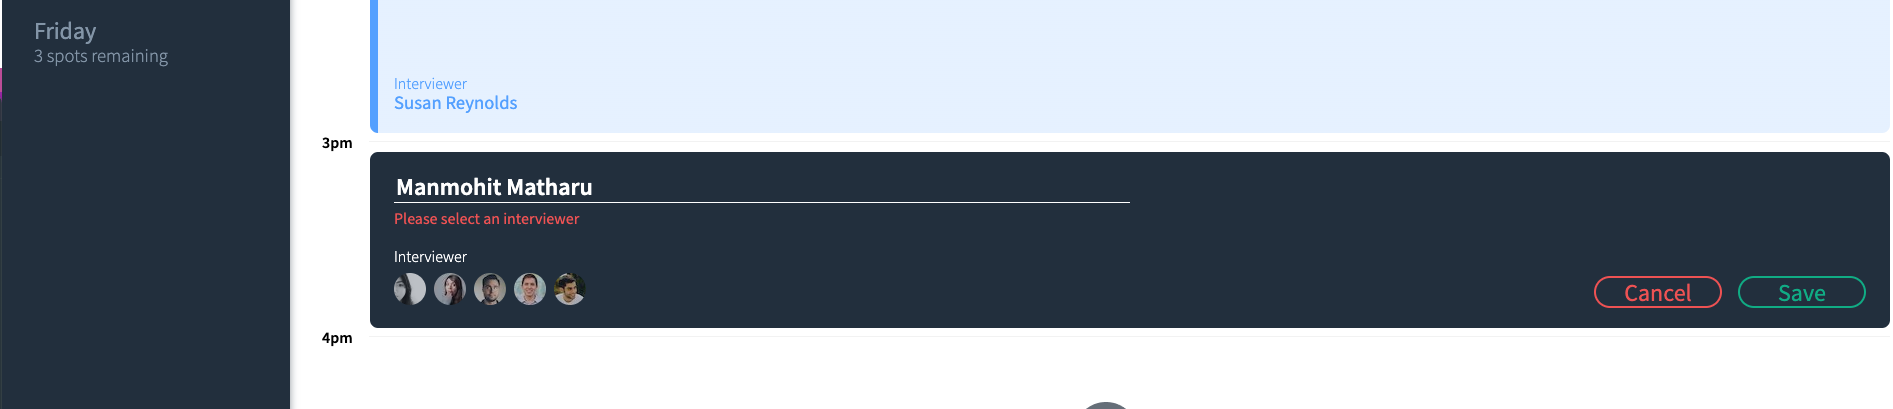 Friday
3 spots remaining
Interviewer
Susan Reynolds
3pm
Manmohit Matharu
Please select an interviewer
Interviewer
Cancel
Save
4pm